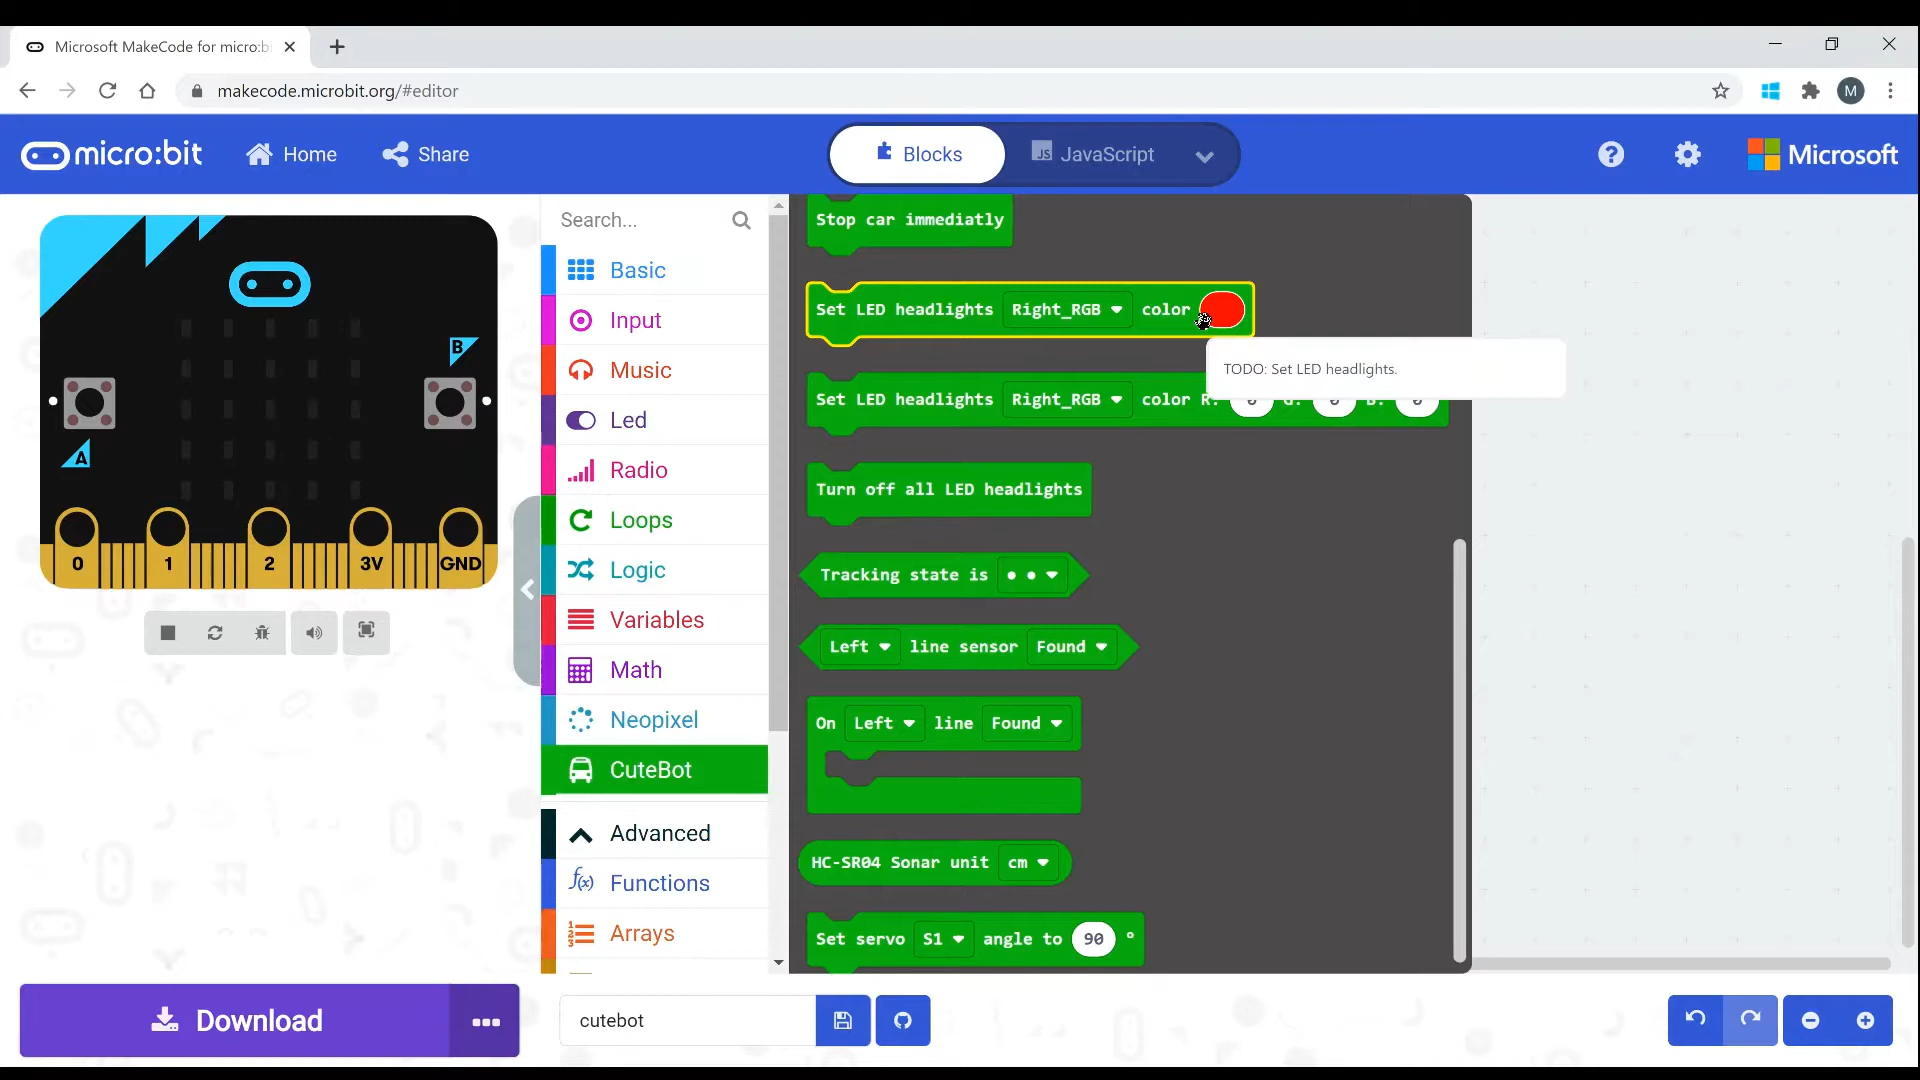 Microsoft MakeCode for micro:b
makecode.microbit.org/#editor
M
micro:bit
Home
Share
Blocks
JS
JavaScript
Microsoft
Search...
Basic
Input
Music
Led
Radio
Loops
Logic
Variables
Math
Neopixel
CuteBot
Advanced
f(x) Functions
Arrays
B
A
0
1
2
3V
GND
Stop car immediatly
Set LED headlights Right_RGB color
TODO: Set LED headlights.
Set LED headlights Right_RGB color R: 0 G: 0 B: 0
Turn off all LED headlights
Tracking state is
Left line sensor Found
On Left line Found
HC-SR04 Sonar unit cm
Set servo S1 angle to 90 °
Download
cutebot